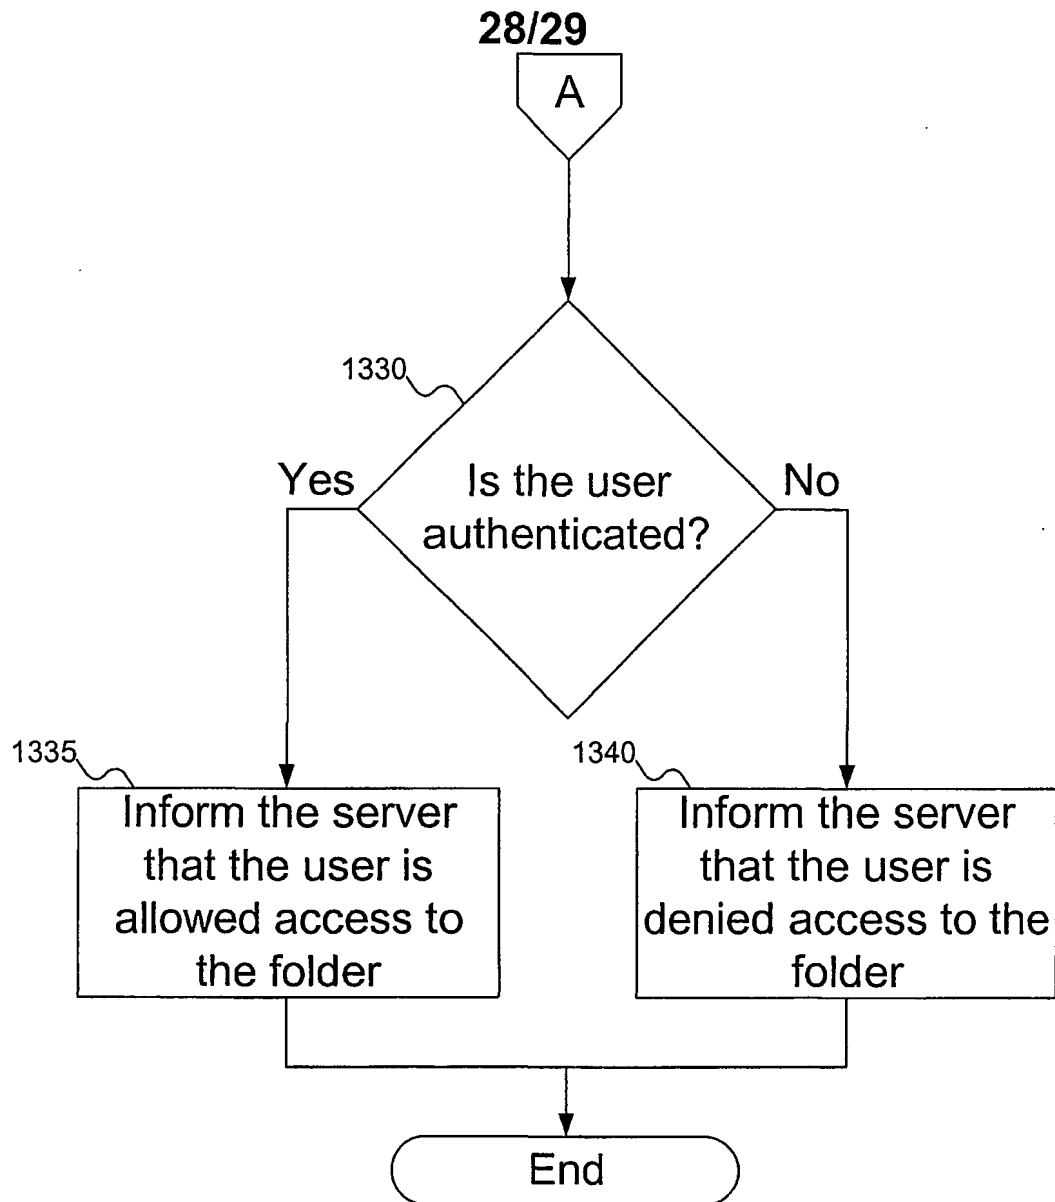 28/29
A
1330
Yes
Is the user
authenticated?
No
1335
Inform the server
that the user is
allowed access to
the folder
1340
Inform the server
that the user is
denied access to the
folder
End